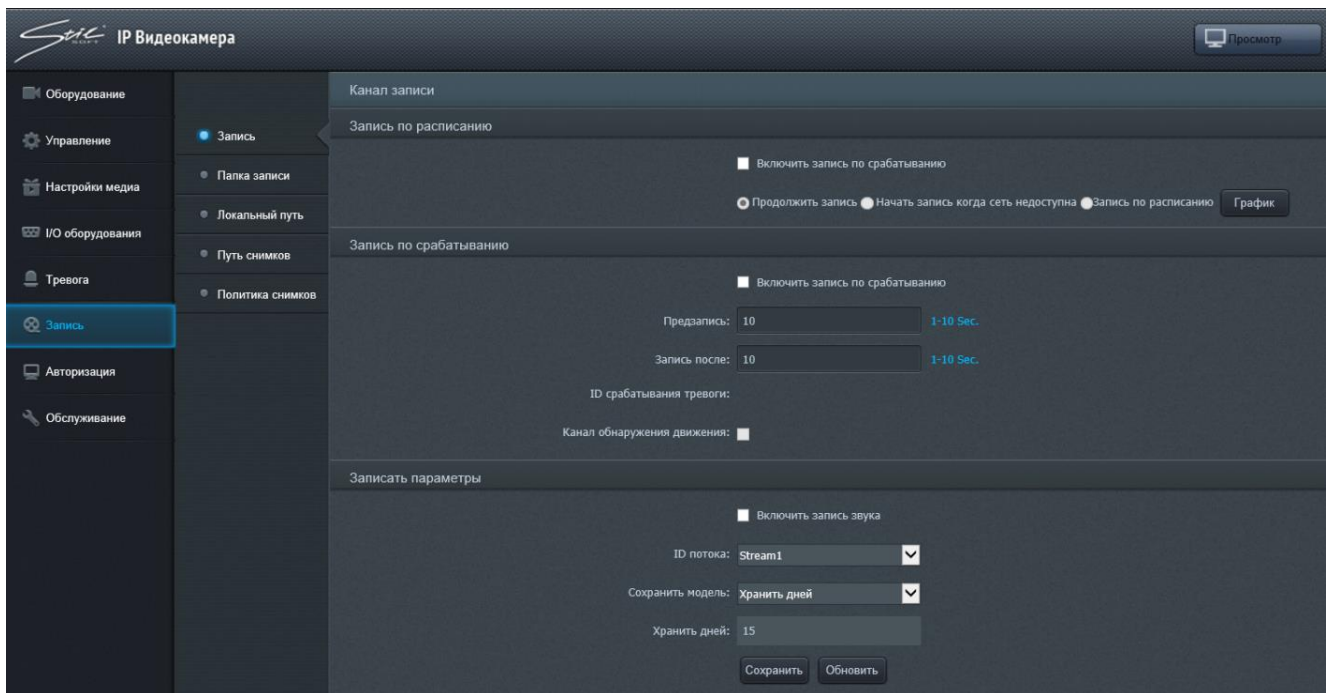 Stil SOFT IP Видеокамера
Просмотр
Оборудование
Управление
Настройки медиа
I/O оборудования
Тревога
Запись
Авторизация
Обслуживание
Запись
Папка записи
Локальный путь
Путь снимков
Политика снимков
Канал записи
Запись по расписанию
Включить запись по срабатыванию
Продолжить запись Начать запись когда сеть недоступна Запись по расписанию График
Запись по срабатыванию
Включить запись по срабатыванию
Предзапись: 10 1-10 Sec.
Запись после: 10 1-10 Sec.
ID срабатывания тревоги:
Канал обнаружения движения:
Записать параметры
Включить запись звука
ID потока: Stream1
Сохранить модель: Хранить дней
Хранить дней: 15
Сохранить Обновить